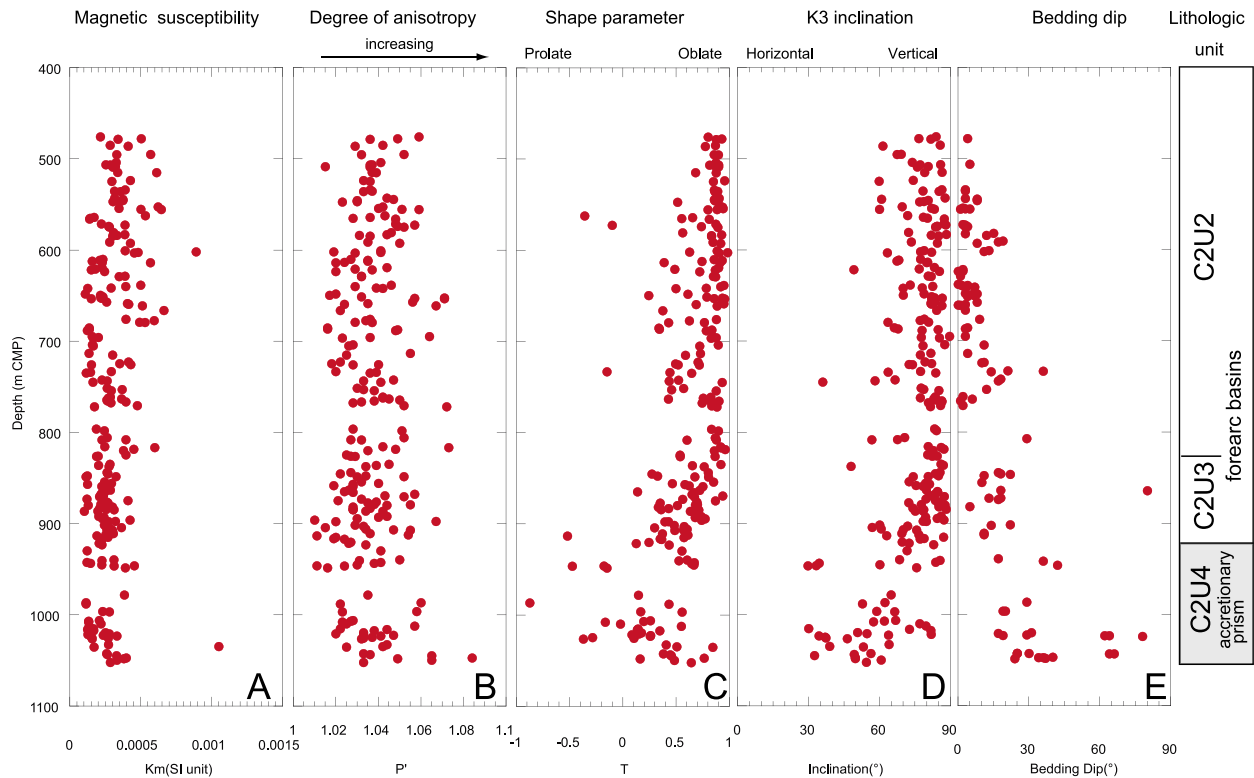 Magnetic susceptibility
Degree of anisotropy
Shape parameter
K3 inclination
Bedding dip
Lithologic
unit
increasing
Prolate
Oblate
Horizontal
Vertical
400
500
600
700
800
900
1000
1100
Depth (m CMP)
A
B
C
D
E
C2U2
C2U3
forearc basins
C2U4
accretionary
prism
0
0.0005
0.001
0.0015
Km(SI unit)
1
1.02
1.04
1.06
1.08
1.1
P'
-1
-0.5
0
0.5
1
T
0
30
60
90
Inclination(°)
0
30
60
90
Bedding Dip(°)